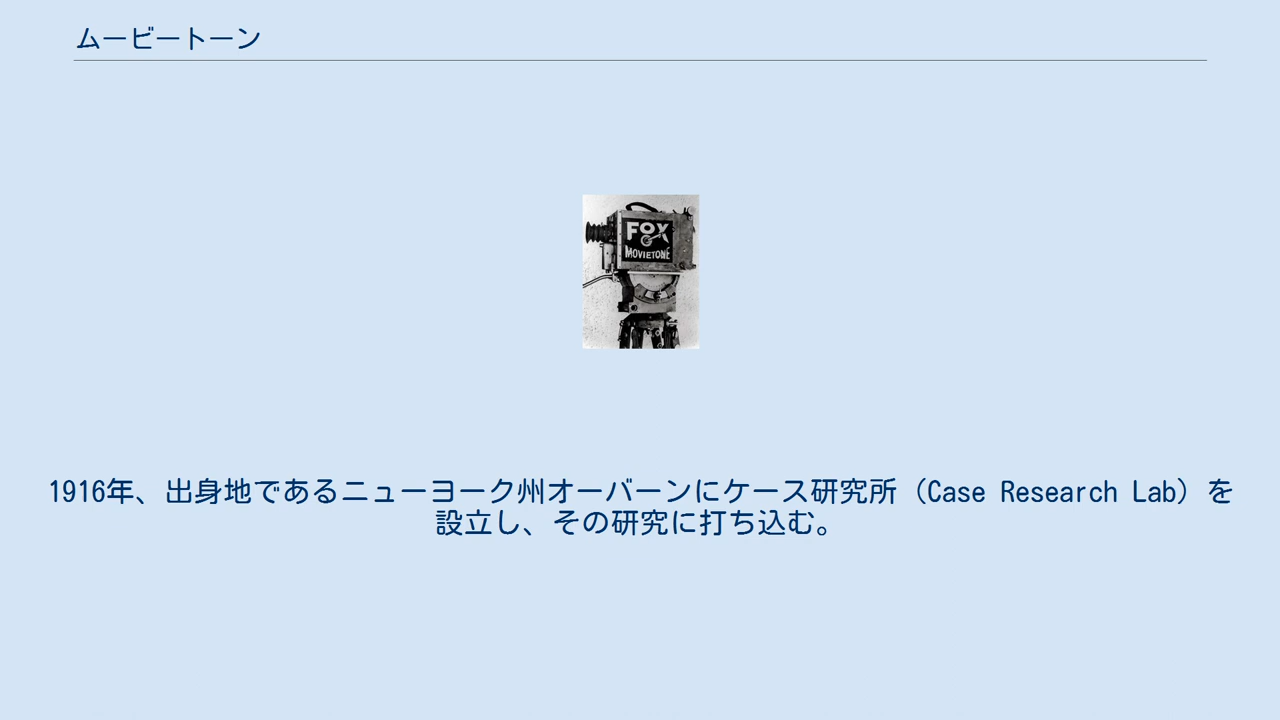 ムービートーン
FOX
MOVIETONE
1916年、出身地であるニューヨーク州オーバーンにケース研究所（Case Research Lab）を
設立し、その研究に打ち込む。